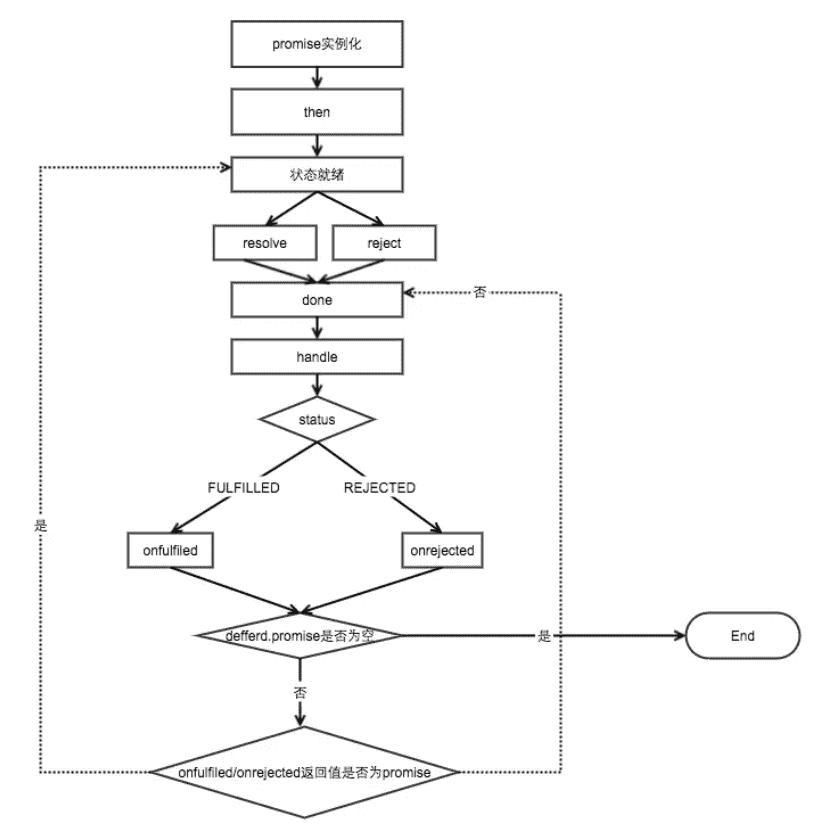 promise实例化
then
状态就绪
resolve
reject
done
否
handle
status
FULFILLED
REJECTED
是
onfulfiled
onrejected
defferd.promise是否为空
是
End
否
onfulfiled/onrejected返回值是否为promise